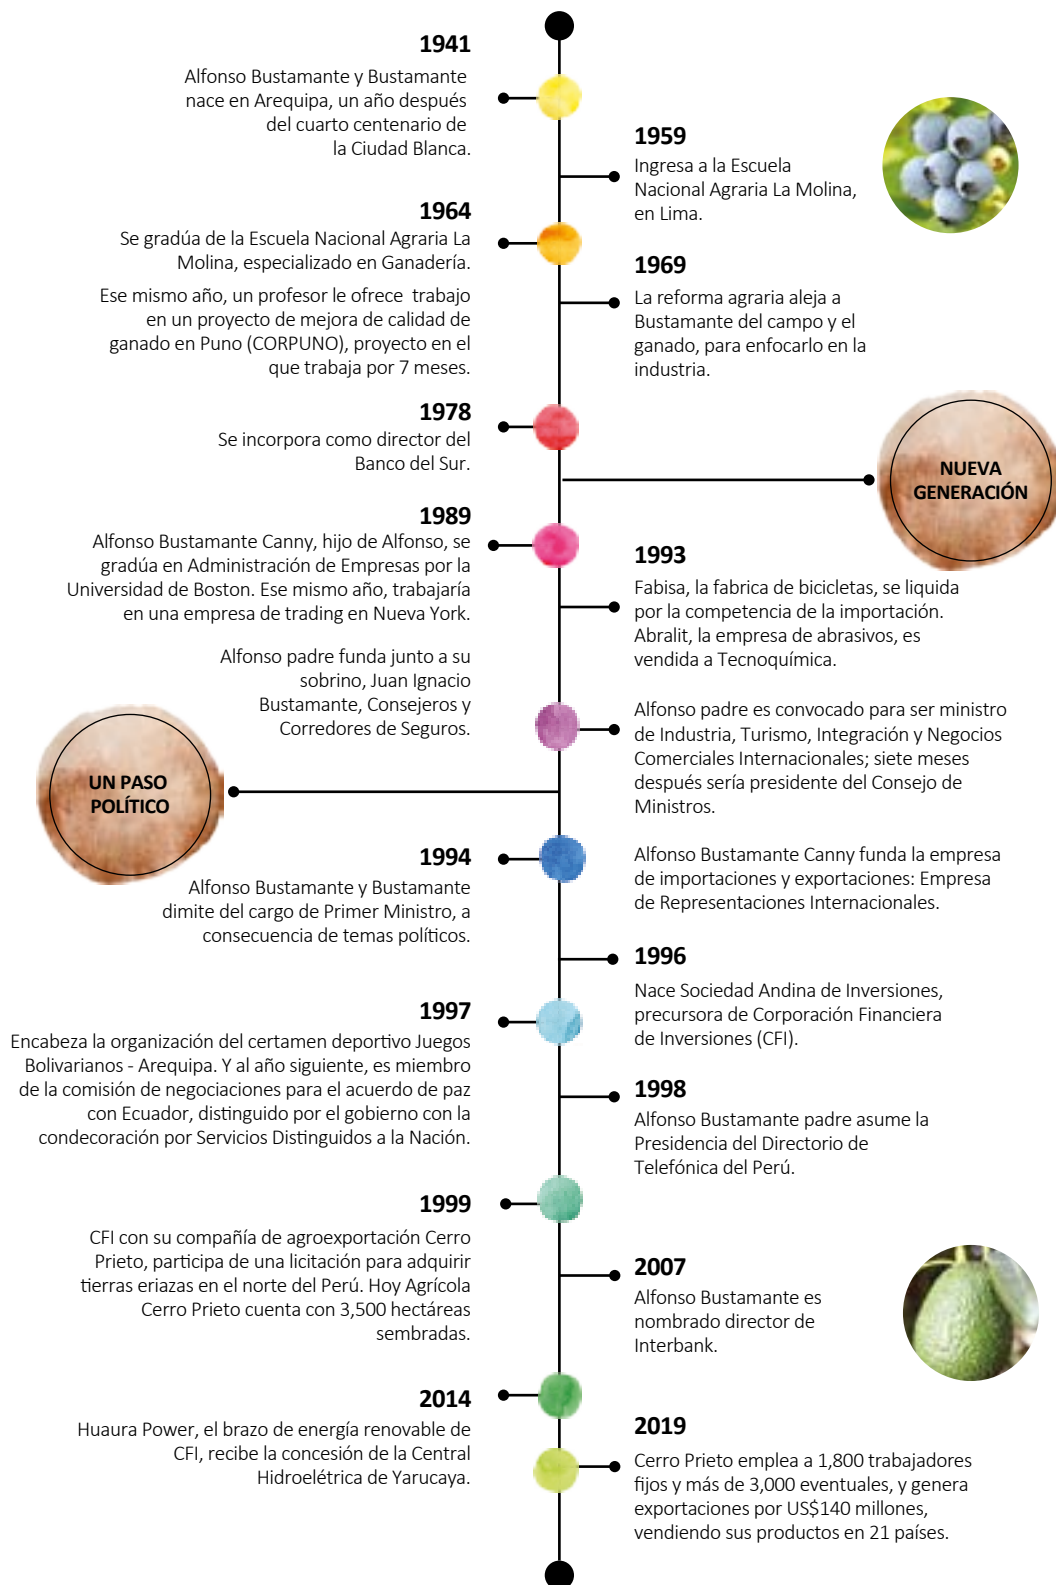 1941
Alfonso Bustamante y Bustamante
nace en Arequipa, un año después
del cuarto centenario de
la Ciudad Blanca.
1959
Ingresa a la Escuela
Nacional Agraria La Molina,
en Lima.
1964
Se gradúa de la Escuela Nacional Agraria La
Molina, especializado en Ganadería.
Ese mismo año, un profesor le ofrece trabajo
en un proyecto de mejora de calidad de
ganado en Puno (CORPUNO), proyecto en el
que trabaja por 7 meses.
1969
La reforma agraria aleja a
Bustamante del campo y el
ganado, para enfocarlo en la
industria.
1978
Se incorpora como director del
Banco del Sur.
NUEVA
GENERACIÓN
1989
Alfonso Bustamante Canny, hijo de Alfonso, se
gradúa en Administración de Empresas por la
Universidad de Boston. Ese mismo año, trabajaría
en una empresa de trading en Nueva York.
Alfonso padre funda junto a su
sobrino, Juan Ignacio
Bustamante, Consejeros y
Corredores de Seguros.
1993
Fabisa, la fabrica de bicicletas, se liquida
por la competencia de la importación.
Abralit, la empresa de abrasivos, es
vendida a Tecnoquímica.
Alfonso padre es convocado para ser ministro
de Industria, Turismo, Integración y Negocios
Comerciales Internacionales; siete meses
después sería presidente del Consejo de
Ministros.
UN PASO
POLÍTICO
Alfonso Bustamante Canny funda la empresa
de importaciones y exportaciones: Empresa
de Representaciones Internacionales.
1994
Alfonso Bustamante y Bustamante
dimite del cargo de Primer Ministro, a
consecuencia de temas políticos.
1996
Nace Sociedad Andina de Inversiones,
precursora de Corporación Financiera
de Inversiones (CFI).
1997
Encabeza la organización del certamen deportivo Juegos
Bolivarianos - Arequipa. Y al año siguiente, es miembro
de la comisión de negociaciones para el acuerdo de paz
con Ecuador, distinguido por el gobierno con la
condecoración por Servicios Distinguidos a la Nación.
1998
Alfonso Bustamante padre asume la
Presidencia del Directorio de
Telefónica del Perú.
1999
CFI con su compañía de agroexportación Cerro
Prieto, participa de una licitación para adquirir
tierras eriazas en el norte del Perú. Hoy Agrícola
Cerro Prieto cuenta con 3,500 hectáreas
sembradas.
2007
Alfonso Bustamante es
nombrado director de
Interbank.
2014
Huaura Power, el brazo de energía renovable de
CFI, recibe la concesión de la Central
Hidroelétrica de Yarucaya.
2019
Cerro Prieto emplea a 1,800 trabajadores
fijos y más de 3,000 eventuales, y genera
exportaciones por US$140 millones,
vendiendo sus productos en 21 países.